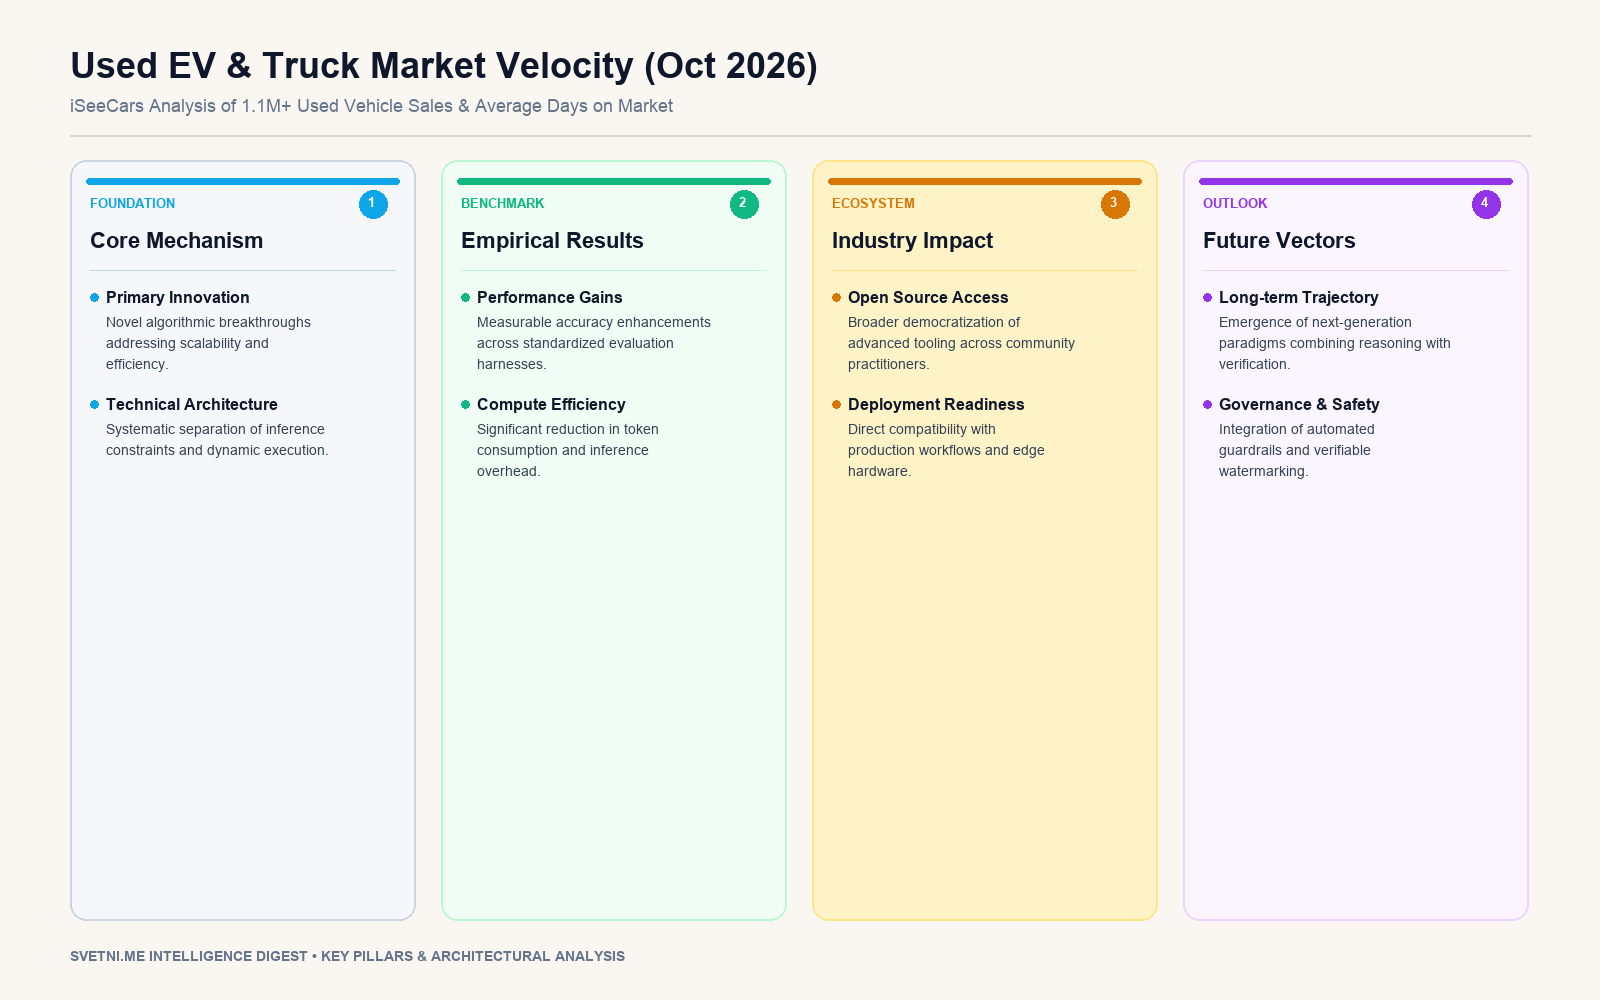 Used EV & Truck Market Velocity (Oct 2026)
iSeeCars Analysis of 1.1M+ Used Vehicle Sales & Average Days on Market
FOUNDATION
1
Core Mechanism
Primary Innovation
Novel algorithmic breakthroughs
addressing scalability and
efficiency.
Technical Architecture
Systematic separation of inference
constraints and dynamic execution.
BENCHMARK
2
Empirical Results
Performance Gains
Measurable accuracy enhancements
across standardized evaluation
harnesses.
Compute Efficiency
Significant reduction in token
consumption and inference
overhead.
ECOSYSTEM
3
Industry Impact
Open Source Access
Broader democratization of
advanced tooling across community
practitioners.
Deployment Readiness
Direct compatibility with
production workflows and edge
hardware.
OUTLOOK
4
Future Vectors
Long-term Trajectory
Emergence of next-generation
paradigms combining reasoning with
verification.
Governance & Safety
Integration of automated
guardrails and verifiable
watermarking.
SVETNI.ME INTELLIGENCE DIGEST • KEY PILLARS & ARCHITECTURAL ANALYSIS